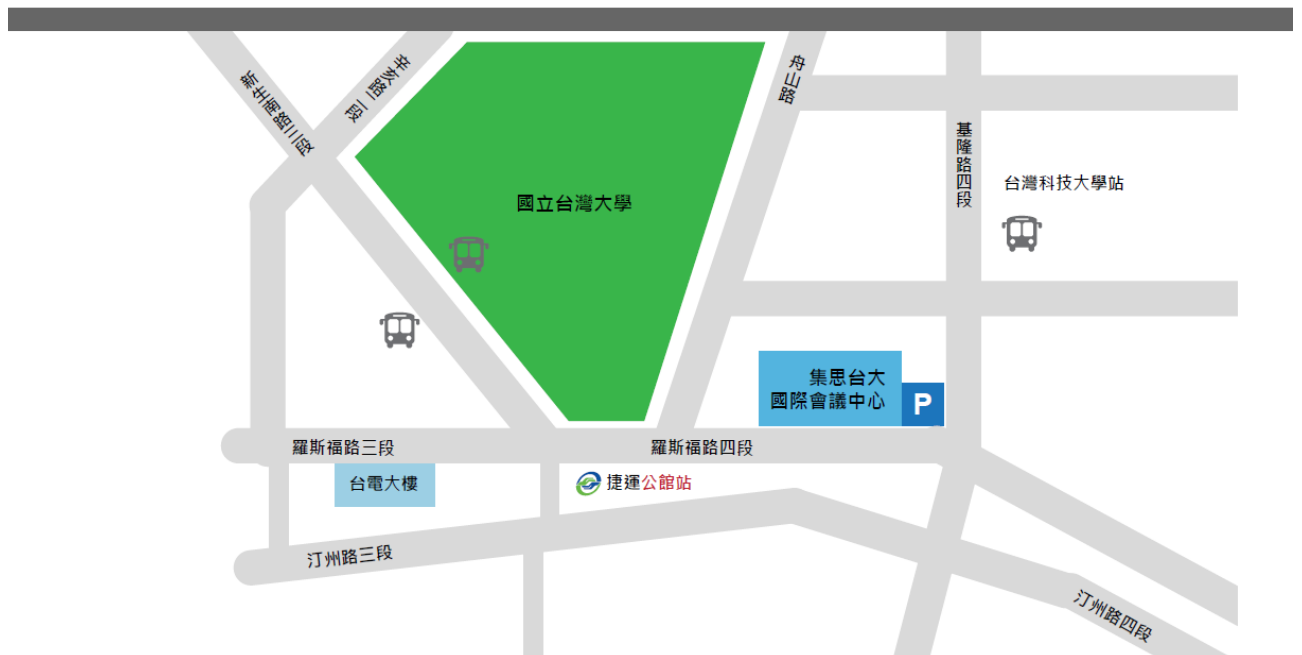 新生南路三段
辛亥路二段
舟山路
基隆路四段
國立台灣大學
台灣科技大學站
集思台大
國際會議中心
P
羅斯福路三段
羅斯福路四段
台電大樓
捷運公館站
汀州路三段
汀州路四段